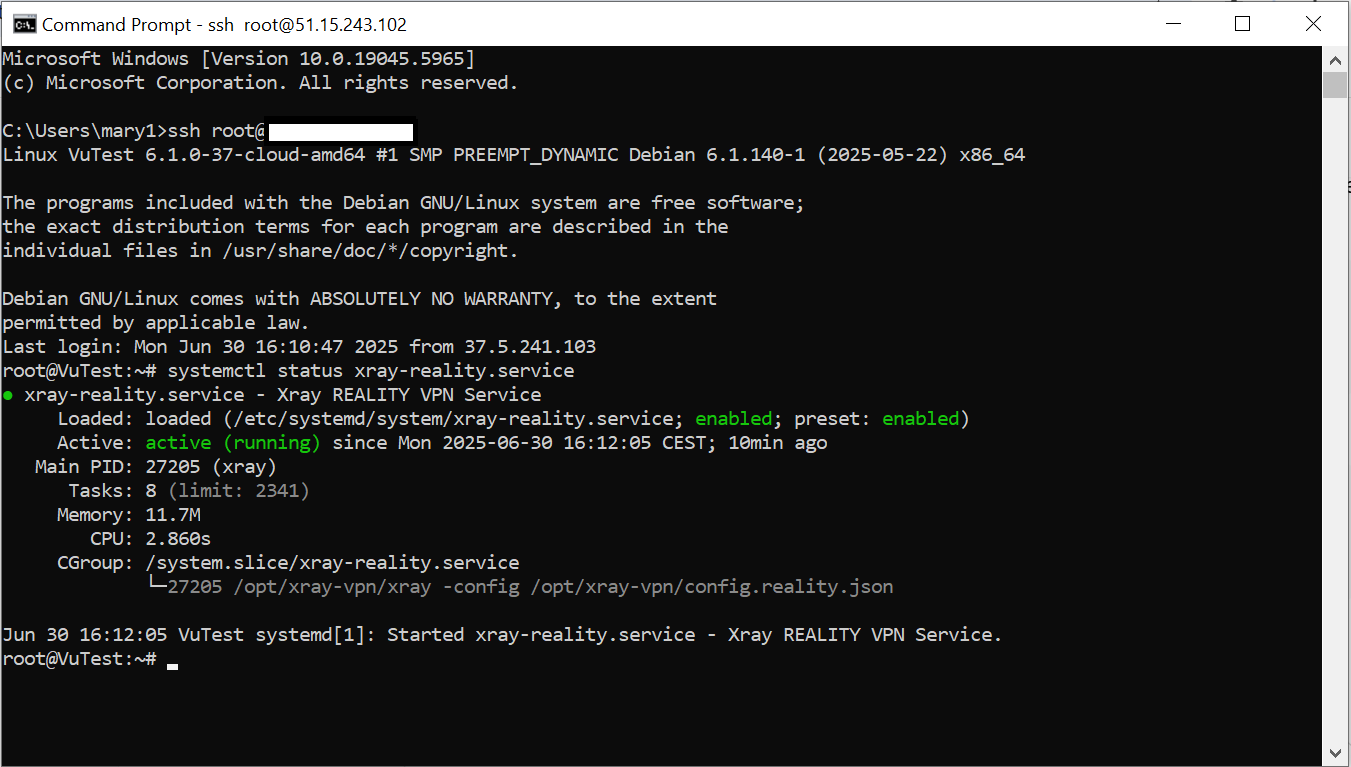 Command Prompt - ssh  root@51.15.243.102
Microsoft Windows [Version 10.0.19045.5965]
(c) Microsoft Corporation. All rights reserved.
C:\Users\mary1>ssh root@
Linux VuTest 6.1.0-37-cloud-amd64 #1 SMP PREEMPT_DYNAMIC Debian 6.1.140-1 (2025-05-22) x86_64
The programs included with the Debian GNU/Linux system are free software;
the exact distribution terms for each program are described in the
individual files in /usr/share/doc/*/copyright.
Debian GNU/Linux comes with ABSOLUTELY NO WARRANTY, to the extent
permitted by applicable law.
Last login: Mon Jun 30 16:10:47 2025 from 37.5.241.103
root@VuTest:~# systemctl status xray-reality.service
● xray-reality.service - Xray REALITY VPN Service
Loaded: loaded (/etc/systemd/system/xray-reality.service; enabled; preset: enabled)
Active: active (running) since Mon 2025-06-30 16:12:05 CEST; 10min ago
Main PID: 27205 (xray)
Tasks: 8 (limit: 2341)
Memory: 11.7M
CPU: 2.860s
CGroup: /system.slice/xray-reality.service
└─27205 /opt/xray-vpn/xray -config /opt/xray-vpn/config.reality.json
Jun 30 16:12:05 VuTest systemd[1]: Started xray-reality.service - Xray REALITY VPN Service.
root@VuTest:~#